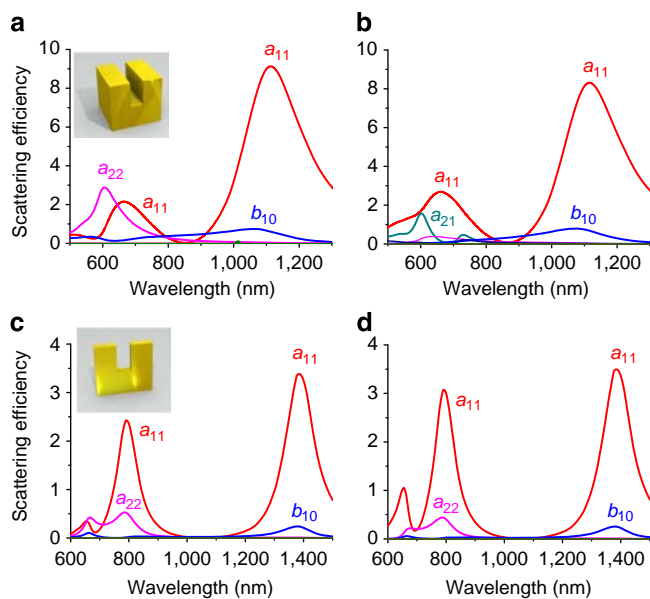 a
b
Scattering efficiency
10
8
6
4
2
0
a22
a11
a11
b10
600
800
1,000
1,200
Wavelength (nm)
10
8
6
4
2
0
a11
a21
a11
b10
600
800
1,000
1,200
Wavelength (nm)
c
d
Scattering efficiency
4
3
2
1
0
a11
a22
a11
b10
600
800
1,000
1,200
1,400
Wavelength (nm)
4
3
2
1
0
a11
a22
a11
b10
600
800
1,000
1,200
1,400
Wavelength (nm)